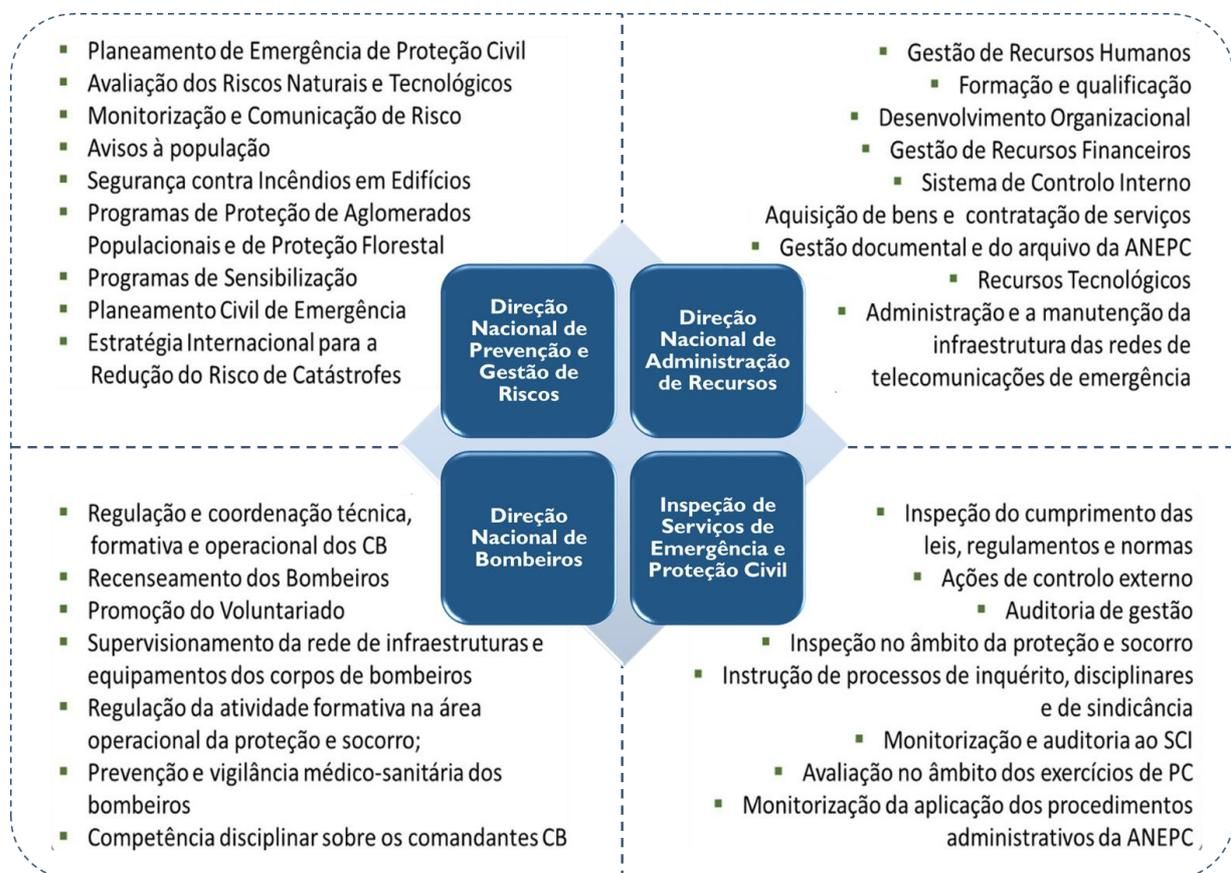 ▪ Planeamento de Emergência de Proteção Civil
▪ Avaliação dos Riscos Naturais e Tecnológicos
▪ Monitorização e Comunicação de Risco
▪ Avisos à população
▪ Segurança contra Incêndios em Edifícios
▪ Programas de Proteção de Aglomerados
Populacionais e de Proteção Florestal
▪ Programas de Sensibilização
▪ Planeamento Civil de Emergência
▪ Estratégia Internacional para a
Redução do Risco de Catástrofes
▪ Gestão de Recursos Humanos
▪ Formação e qualificação
▪ Desenvolvimento Organizacional
▪ Gestão de Recursos Financeiros
▪ Sistema de Controlo Interno
Aquisição de bens e contratação de serviços
▪ Gestão documental e do arquivo da ANEPC
▪ Recursos Tecnológicos
▪ Administração e a manutenção da
infraestrutura das redes de
telecomunicações de emergência
Direção
Nacional de
Prevenção e
Gestão de
Riscos
Direção
Nacional de
Administração
de Recursos
Direção
Nacional de
Bombeiros
Inspeção de
Serviços de
Emergência e
Proteção Civil
▪ Regulação e coordenação técnica,
formativa e operacional dos CB
▪ Recenseamento dos Bombeiros
▪ Promoção do Voluntariado
▪ Supervisionamento da rede de infraestruturas e
equipamentos dos corpos de bombeiros
▪ Regulação da atividade formativa na área
operacional da proteção e socorro;
▪ Prevenção e vigilância médico-sanitária dos
bombeiros
▪ Competência disciplinar sobre os comandantes CB
▪ Inspeção do cumprimento das
leis, regulamentos e normas
▪ Ações de controlo externo
▪ Auditoria de gestão
▪ Inspeção no âmbito da proteção e socorro
▪ Instrução de processos de inquérito, disciplinares
e de sindicância
▪ Monitorização e auditoria ao SCI
▪ Avaliação no âmbito dos exercícios de PC
▪ Monitorização da aplicação dos procedimentos
administrativos da ANEPC